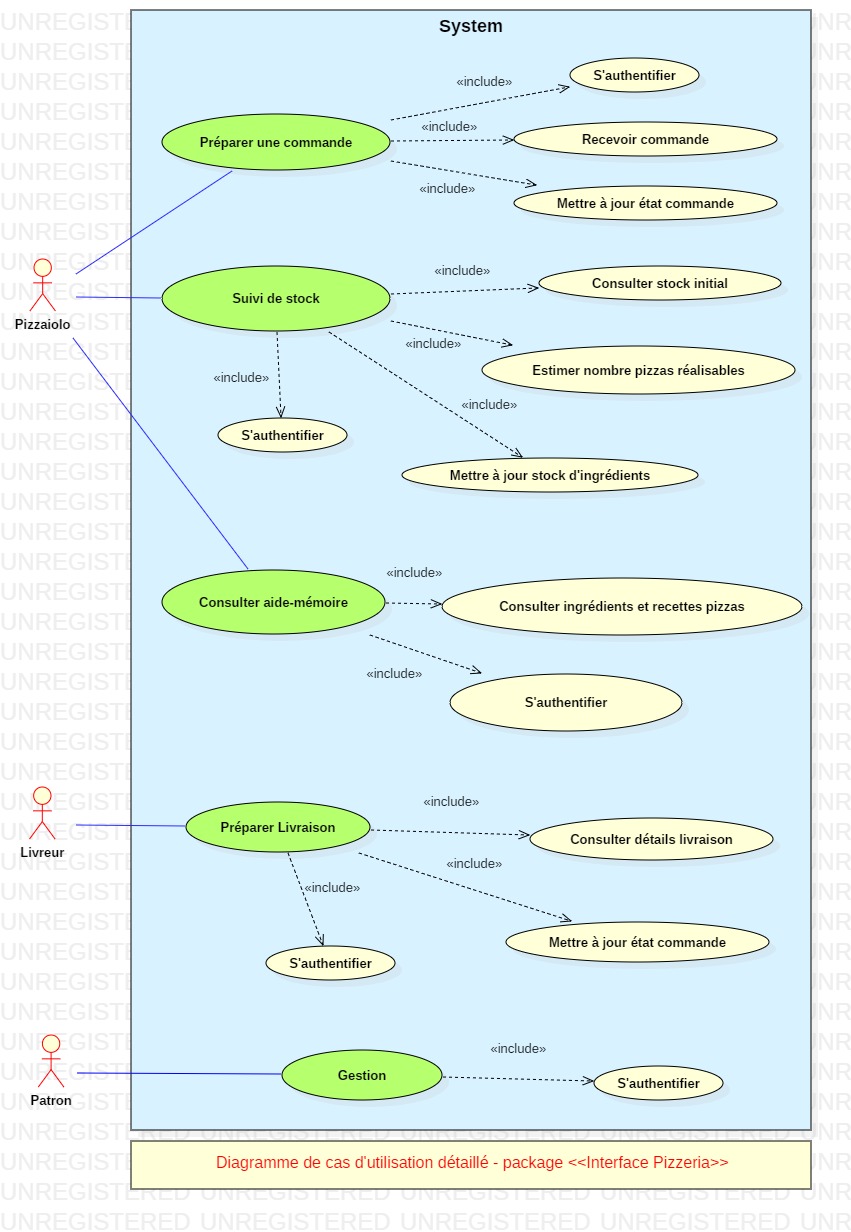 System
«include»
S'authentifier
Préparer une commande
«include»
Recevoir commande
«include»
Mettre à jour état commande
Pizzaiolo
Suivi de stock
«include»
Consulter stock initial
«include»
Estimer nombre pizzas réalisables
«include»
S'authentifier
«include»
Mettre à jour stock d'ingrédients
Consulter aide-mémoire
«include»
Consulter ingrédients et recettes pizzas
«include»
S'authentifier
Livreur
Préparer Livraison
«include»
Consulter détails livraison
«include»
Mettre à jour état commande
«include»
S'authentifier
Patron
Gestion
«include»
S'authentifier
Diagramme de cas d'utilisation détaillé - package <<Interface Pizzeria>>
UNREGISTERED UNREGISTERED UNREGISTERED UNREGISTERED UNR